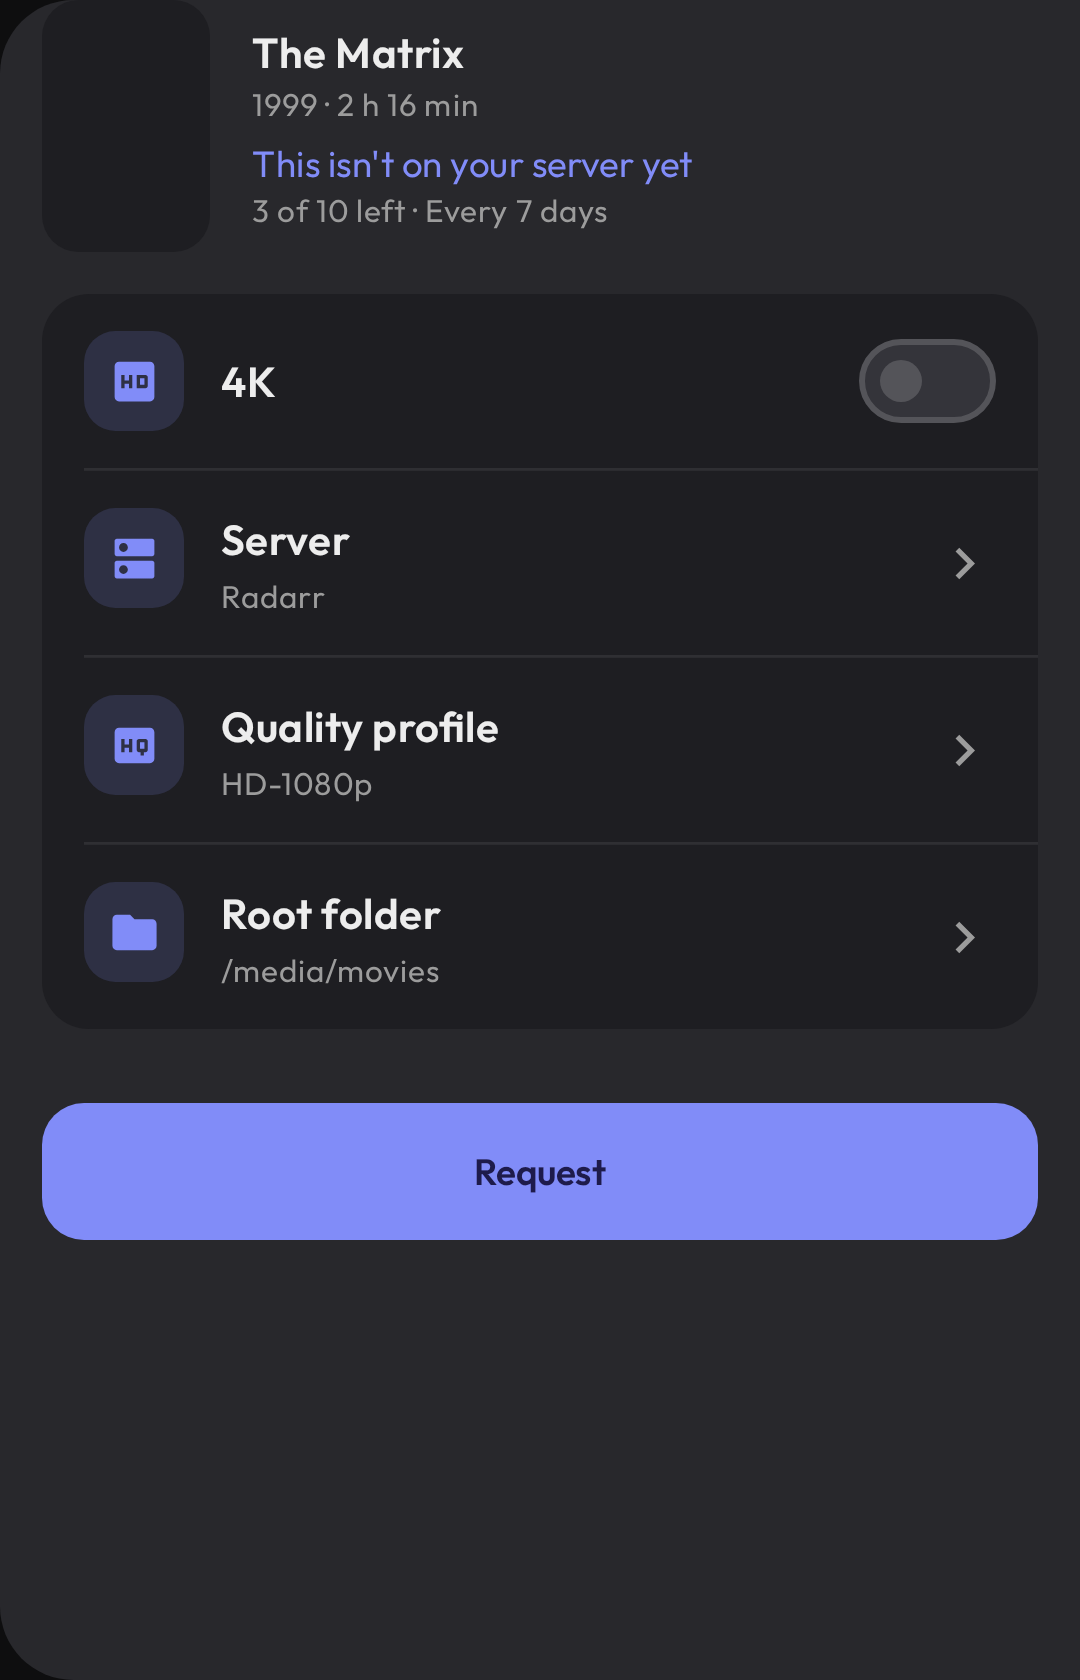 The Matrix
1999 · 2 h 16 min
This isn't on your server yet
3 of 10 left · Every 7 days
HD
4K
Server
Radarr
HQ
Quality profile
HD-1080p
Root folder
/media/movies
Request